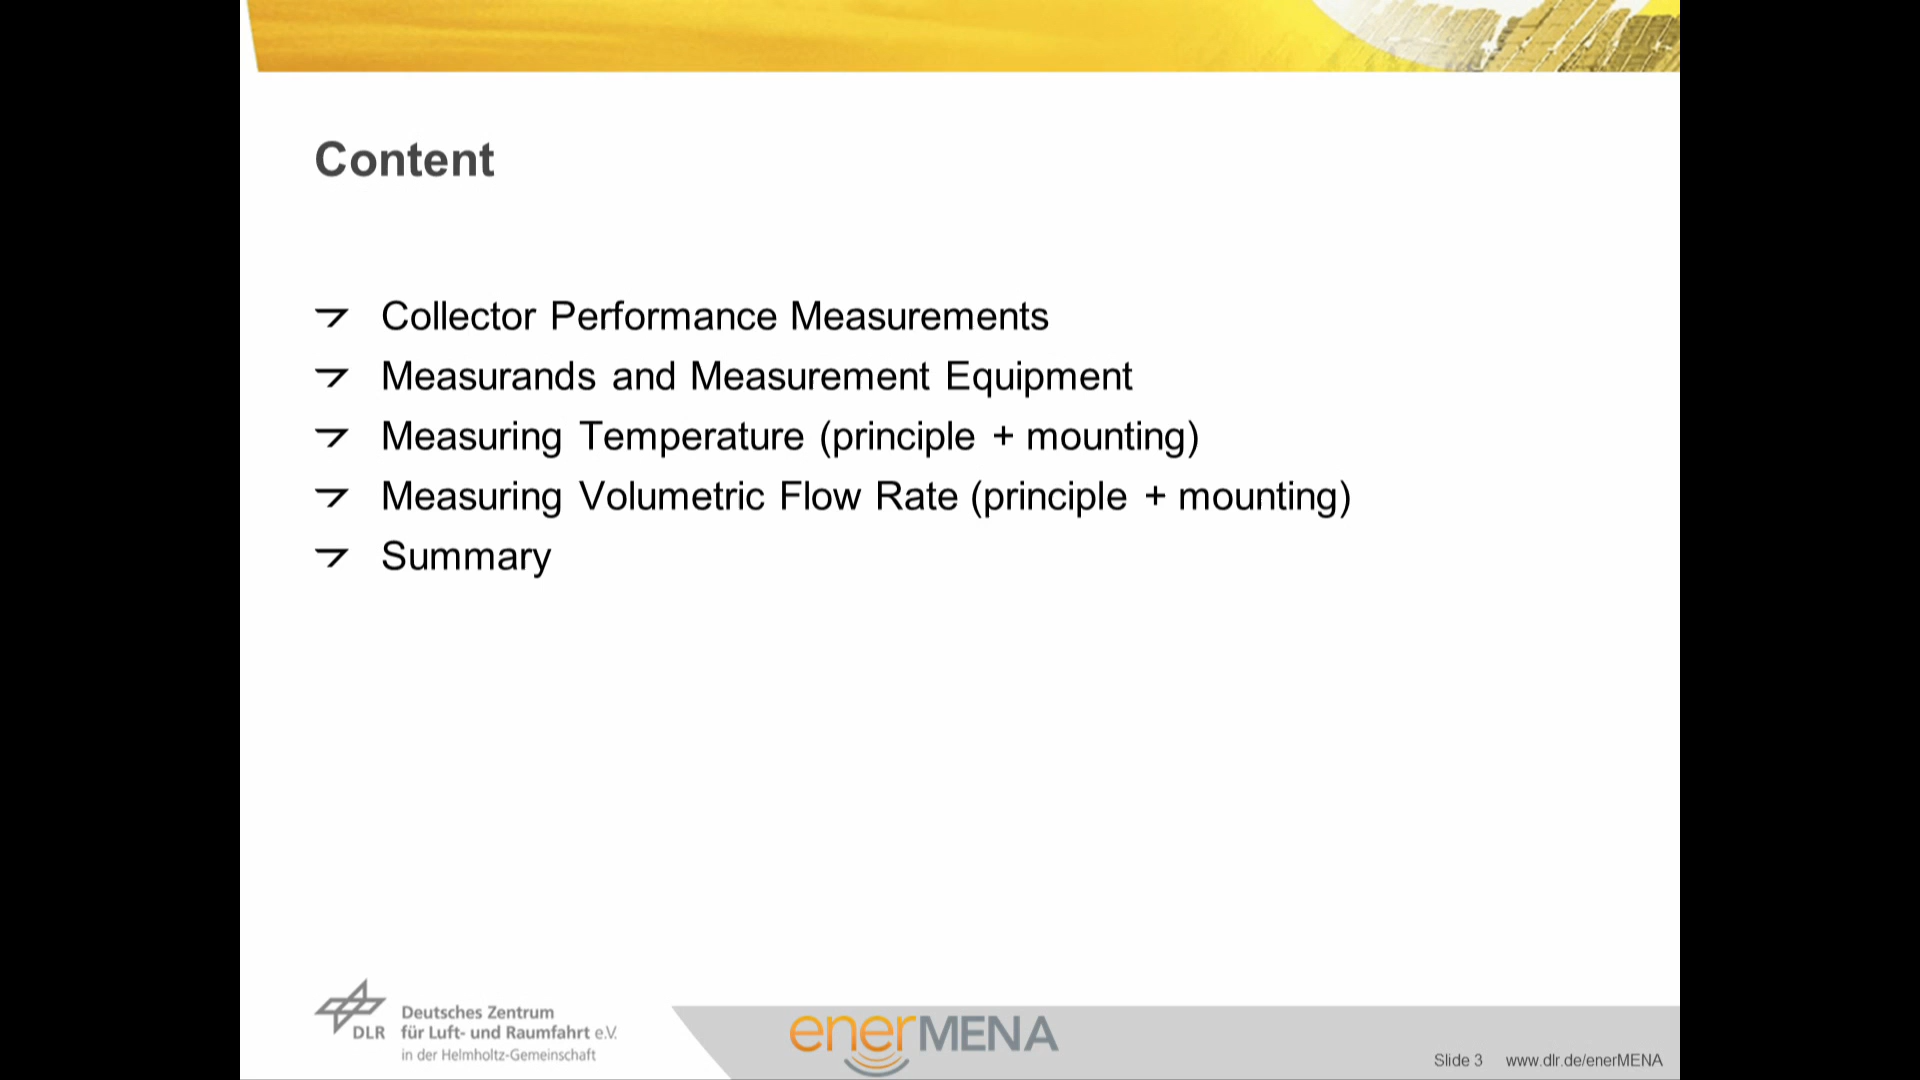 Content
Collector Performance Measurements
Measurands and Measurement Equipment
Measuring Temperature (principle + mounting)
Measuring Volumetric Flow Rate (principle + mounting)
Summary
DLR
Deutsches Zentrum
für Luft- und Raumfahrt e.V.
in der Helmholtz-Gemeinschaft
enerMENA
Slide 3 www.dlr.de/enerMENA